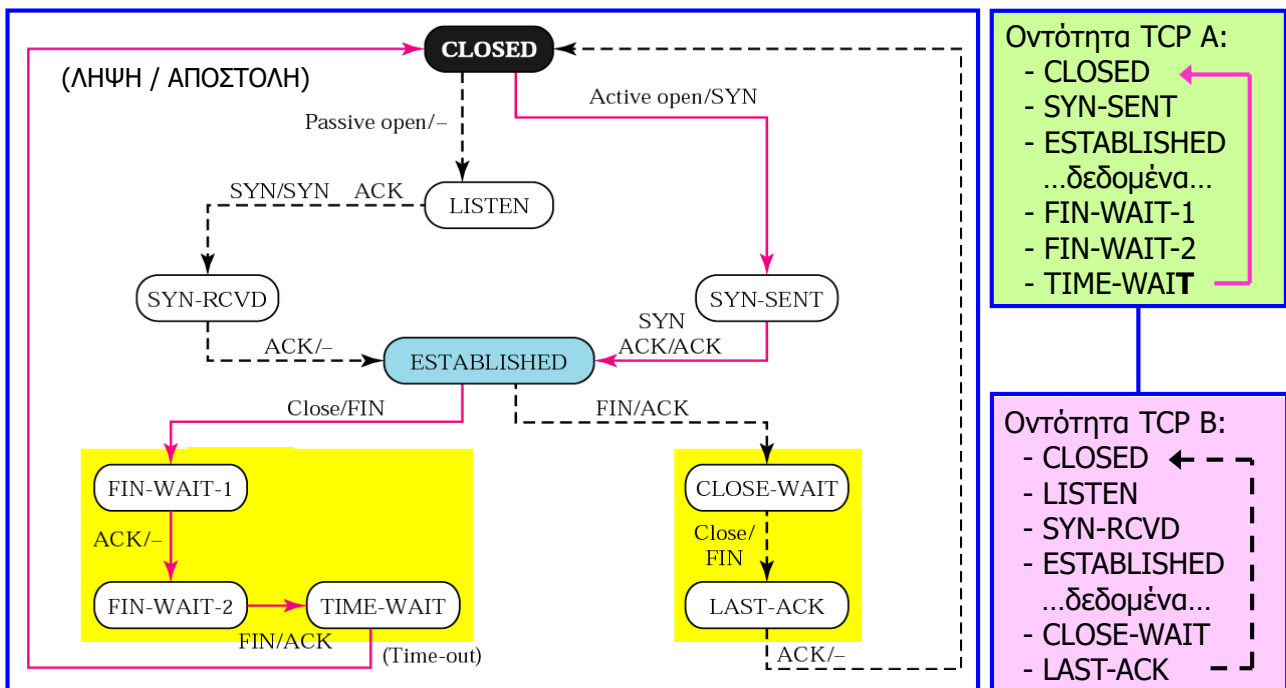 CLOSED
(ΛΗΨΗ / ΑΠΟΣΤΟΛΗ)
Active open/SYN
Passive open/–
SYN/SYN ACK
LISTEN
SYN-RCVD
SYN-SENT
SYN
ACK/ACK
ACK/–
ESTABLISHED
Close/FIN
FIN/ACK
FIN-WAIT-1
CLOSE-WAIT
ACK/–
Close/
FIN
FIN-WAIT-2
TIME-WAIT
LAST-ACK
FIN/ACK
(Time-out)
ACK/–
Οντότητα TCP A:
- CLOSED
- SYN-SENT
- ESTABLISHED
...δεδομένα...
- FIN-WAIT-1
- FIN-WAIT-2
- TIME-WAIT
Οντότητα TCP B:
- CLOSED
- LISTEN
- SYN-RCVD
- ESTABLISHED
...δεδομένα...
- CLOSE-WAIT
- LAST-ACK